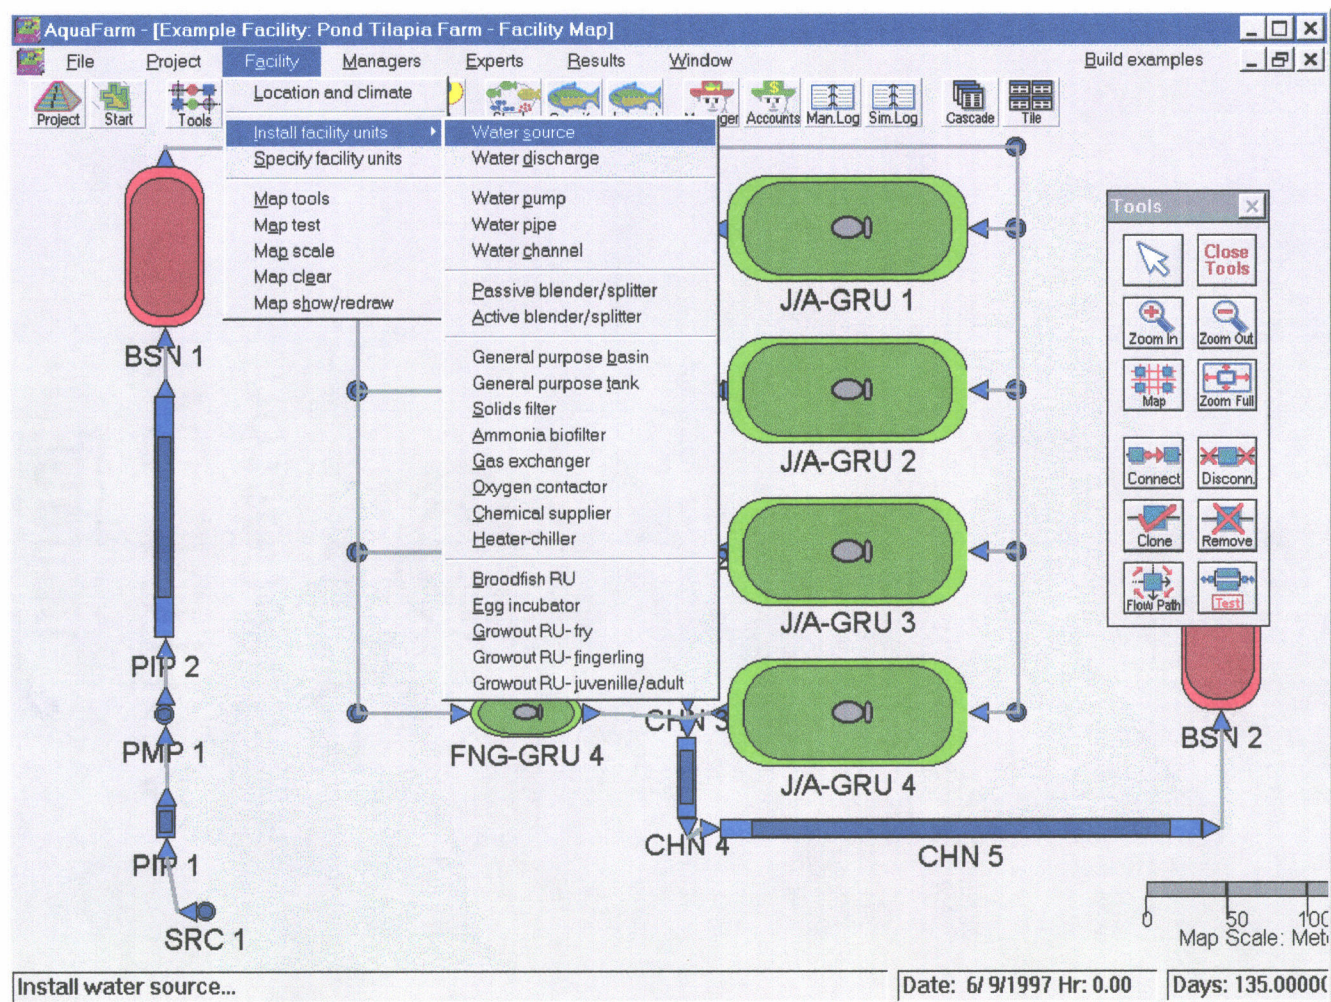 AquaFarm - [Example Facility: Pond Tilapia Farm - Facility Map]
File Project Facility Managers Experts Results Window Build examples
Project Start Tools Accounts Man.Log Sim.Log Cascade Tile
Location and climate
Install facility units
Specify facility units
Map tools
Map test
Map scale
Map clear
Map show/redraw
Water source
Water discharge
Water pump
Water pipe
Water channel
Passive blender/splitter
Active blender/splitter
General purpose basin
General purpose tank
Solids filter
Ammonia biofilter
Gas exchanger
Oxygen contactor
Chemical supplier
Heater-chiller
Broodfish RU
Egg incubator
Growout RU-fry
Growout RU-fingerling
Growout RU-juvenille/adult
Tools
Close
Tools
Zoom In Zoom Out
Map Zoom Full
Connect Disconn.
Clone Remove
Flow Path Test
J/A-GRU 1
BSN 1
J/A-GRU 2
J/A-GRU 3
PIP 2
CHN 3
PMP 1
FNG-GRU 4
BSN 2
J/A-GRU 4
CHN 4
CHN 5
PIP 1
SRC 1
0 50
Map Scale:
Install water source...
Date: 6/ 9/1997 Hr: 0.00
Days: 135.0000